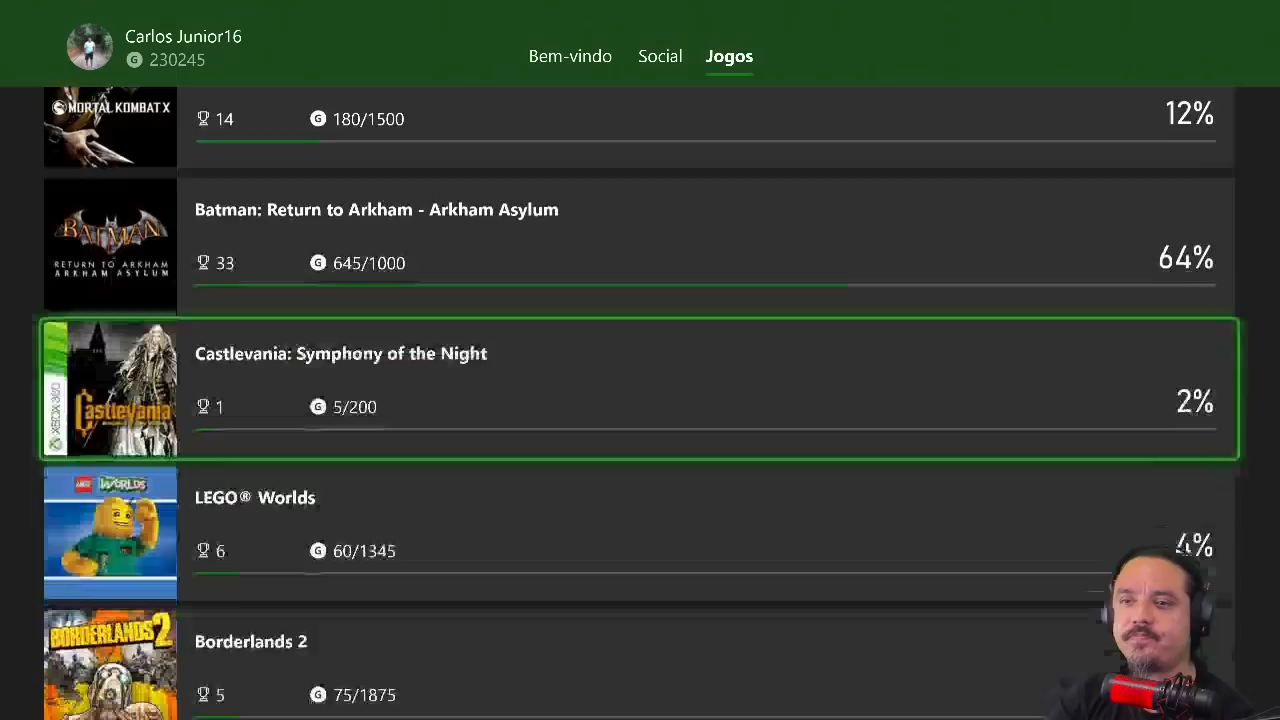 Carlos Junior16
G 230245
Bem-vindo Social Jogos
MORTAL KOMBAT X
14 G 180/1500 12%
BATMAN
RETURN TO ARKHAM
ARKHAM ASYLUM
Batman: Return to Arkham - Arkham Asylum
33 G 645/1000 64%
XBOX 360
Castlevania
Castlevania: Symphony of the Night
1 G 5/200 2%
LEGO WORLDS
LEGO® Worlds
6 G 60/1345 4%
BORDERLANDS 2
Borderlands 2
5 G 75/1875